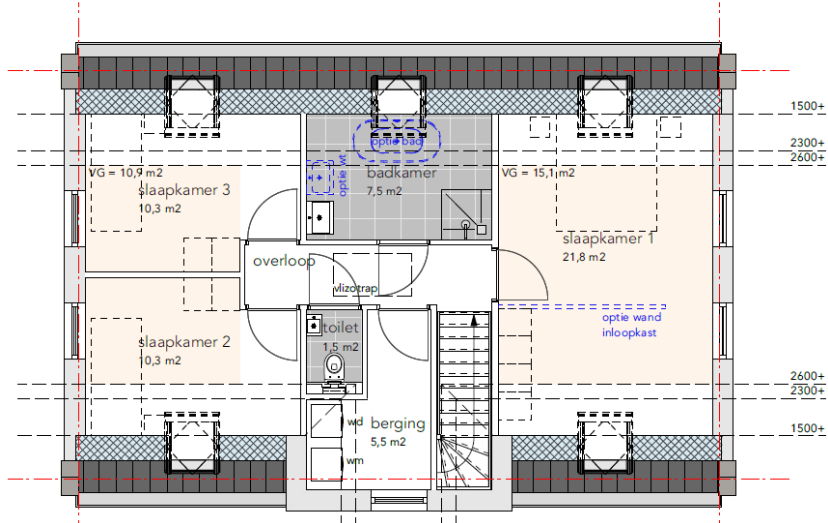 1500+
2300+
2600+
optie bad
VG = 10,9 m2
slaapkamer 3
10,3 m2
optie wt
badkamer
7,5 m2
VG = 15,1 m2
slaapkamer 1
21,8 m2
overloop
vlizotrap
optie wand
inloopkast
toilet
1,5 m2
slaapkamer 2
10,3 m2
2600+
2300+
1500+
wd
berging
5,5 m2
wm